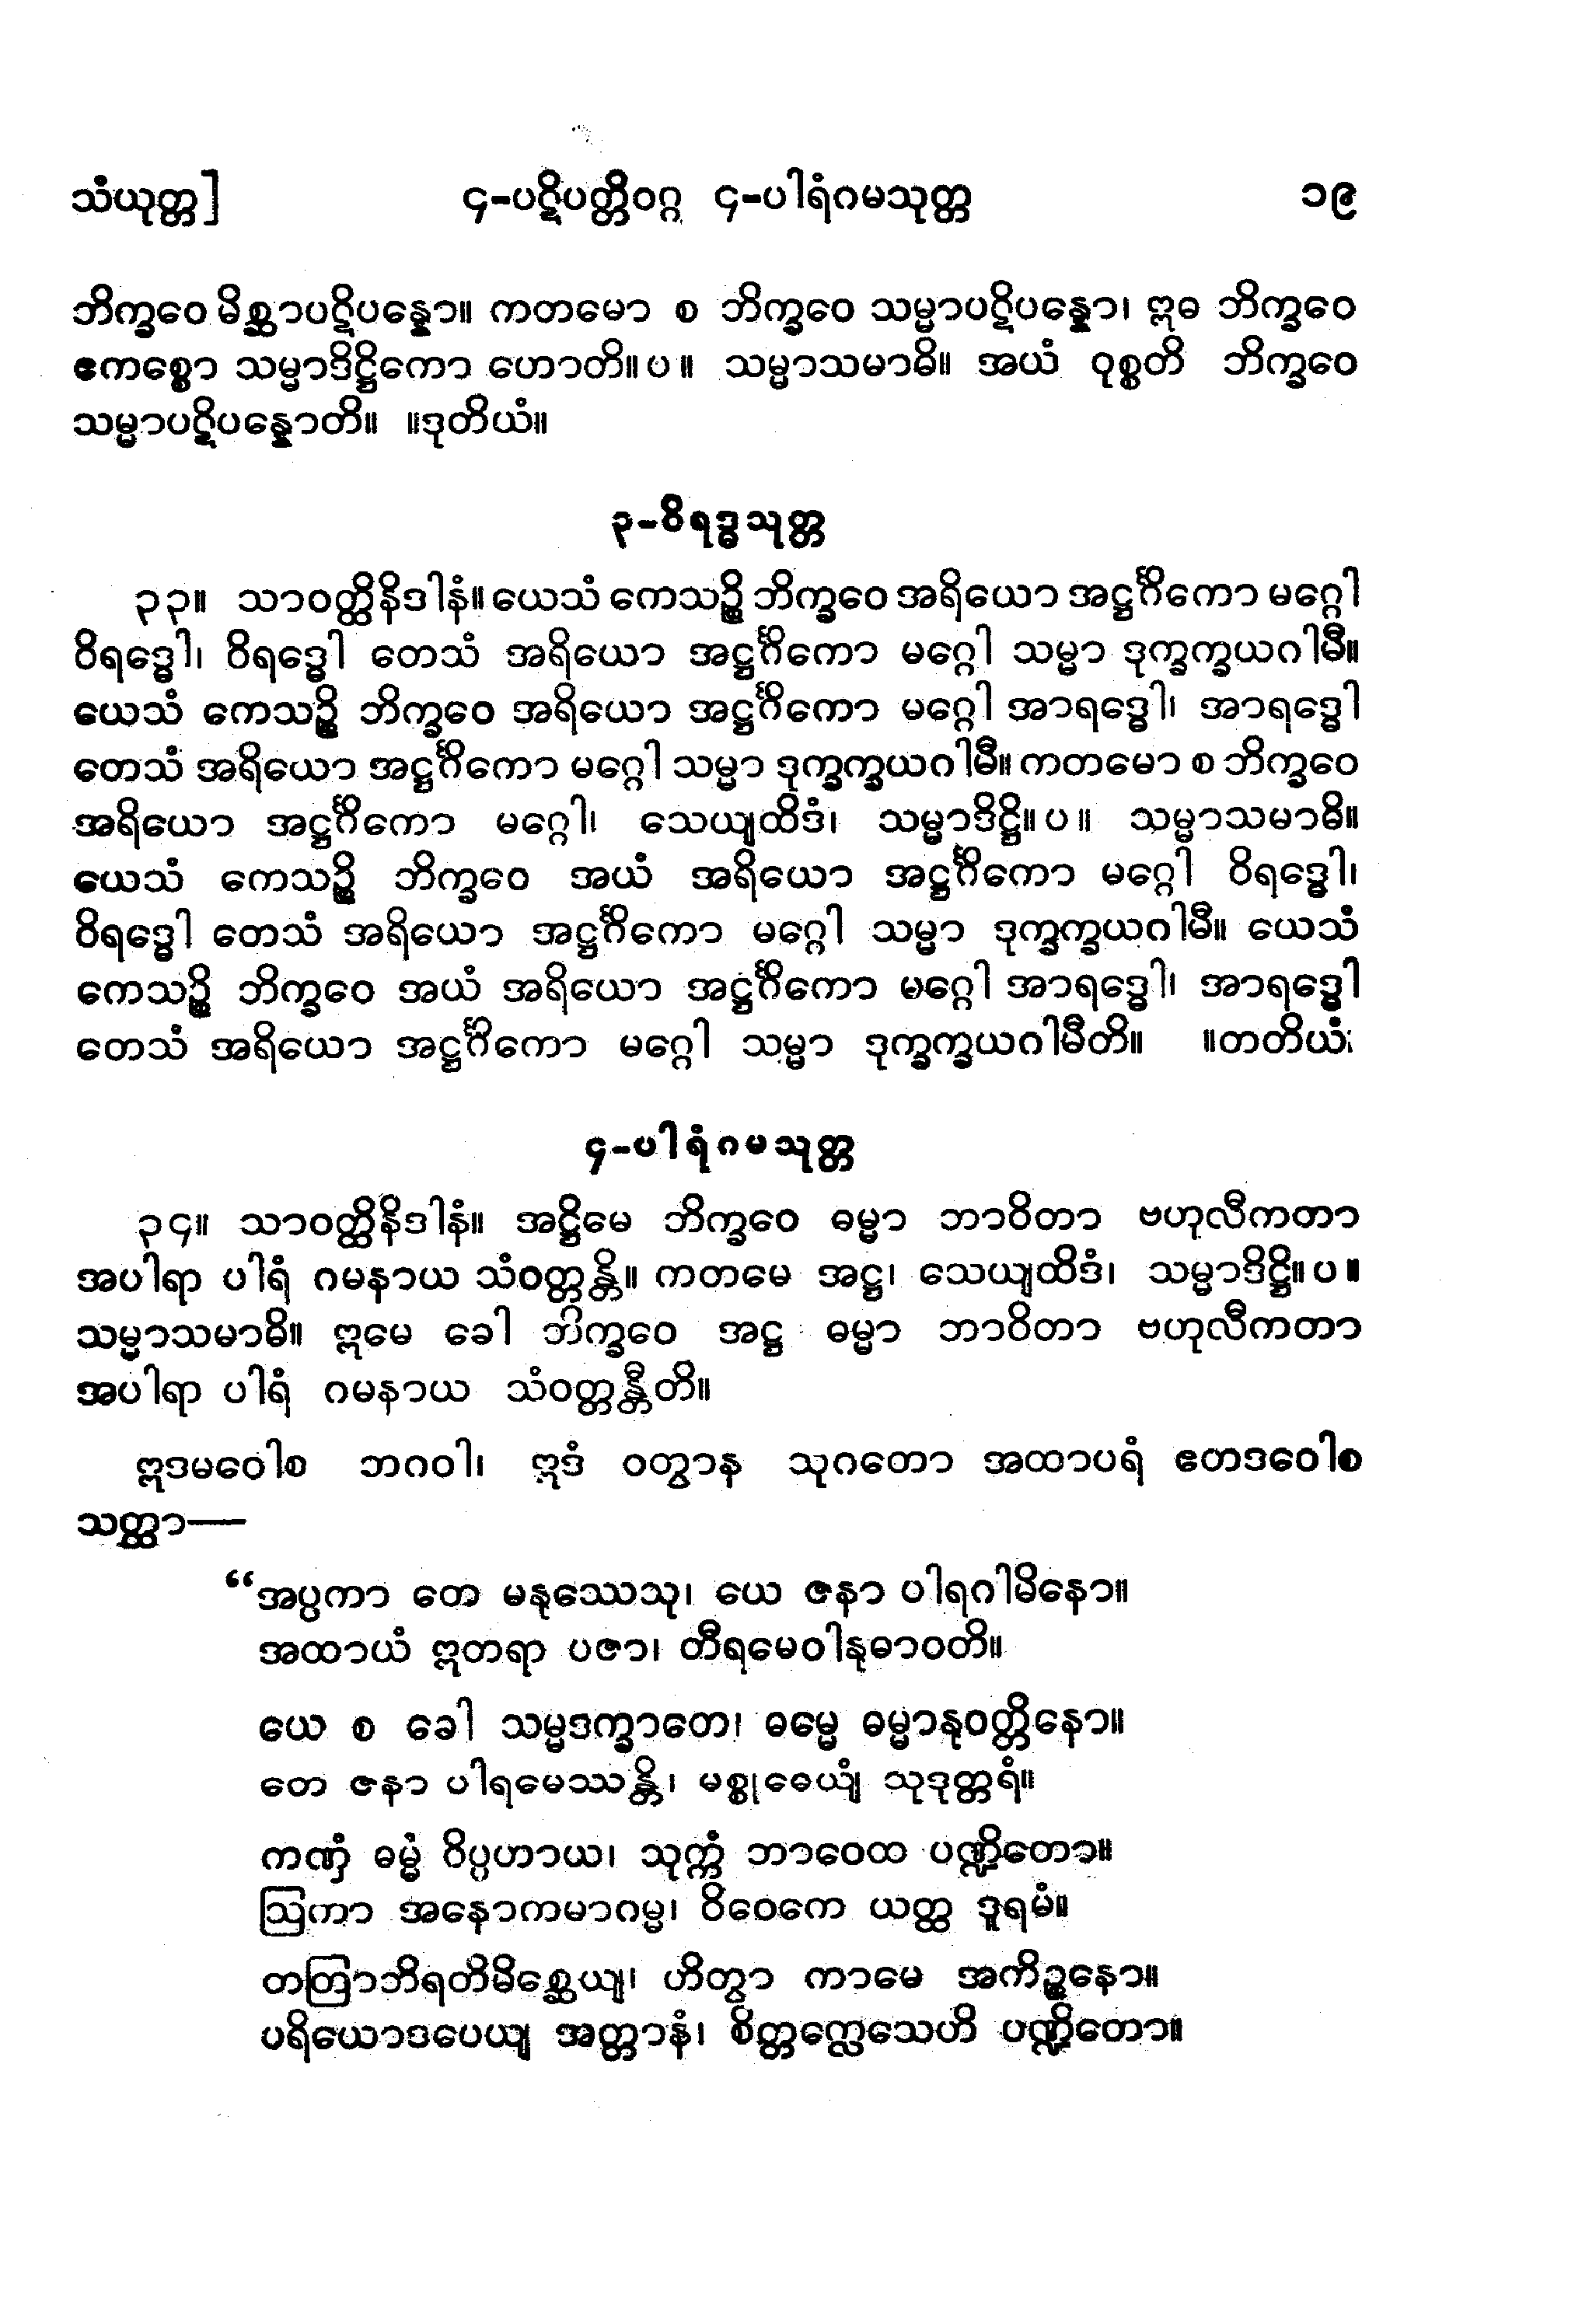 သံယုတ္တ] ၄-ပဋိပတ္တိဝဂ္ဂ ၄-ပါရံဂမသုတ္တ ၁၉
ဘိက္ခဝေ မိစ္ဆာပဋိပန္နော။ ကတမော စ ဘိက္ခဝေ သမ္မာပဋိပန္နော၊ ဣဓ ဘိက္ခဝေ
ဧကစ္စော သမ္မာဒိဋ္ဌိကော ဟောတိ။ပ။ သမ္မာသမာဓိ။ အယံ ဝုစ္စတိ ဘိက္ခဝေ
သမ္မာပဋိပန္နောတိ။ ။ဒုတိယံ။
၃-ဝိရဒ္ဓသုတ္တ
၃၃။ သာဝတ္ထိနိဒါနံ။ ယေသံ ကေသဉ္စိ ဘိက္ခဝေ အရိယော အဋ္ဌင်္ဂိကော မဂ္ဂေါ
ဝိရဒ္ဓေါ၊ ဝိရဒ္ဓေါ တေသံ အရိယော အဋ္ဌင်္ဂိကော မဂ္ဂေါ သမ္မာ ဒုက္ခက္ခယဂါမီ။
ယေသံ ကေသဉ္စိ ဘိက္ခဝေ အရိယော အဋ္ဌင်္ဂိကော မဂ္ဂေါ အာရဒ္ဓေါ၊ အာရဒ္ဓေါ
တေသံ အရိယော အဋ္ဌင်္ဂိကော မဂ္ဂေါ သမ္မာ ဒုက္ခက္ခယဂါမီ။ ကတမော စ ဘိက္ခဝေ
အရိယော အဋ္ဌင်္ဂိကော မဂ္ဂေါ၊ သေယျထိဒံ၊ သမ္မာဒိဋ္ဌိ။ပ။ သမ္မာသမာဓိ။
ယေသံ ကေသဉ္စိ ဘိက္ခဝေ အယံ အရိယော အဋ္ဌင်္ဂိကော မဂ္ဂေါ ဝိရဒ္ဓေါ၊
ဝိရဒ္ဓေါ တေသံ အရိယော အဋ္ဌင်္ဂိကော မဂ္ဂေါ သမ္မာ ဒုက္ခက္ခယဂါမီ။ ယေသံ
ကေသဉ္စိ ဘိက္ခဝေ အယံ အရိယော အဋ္ဌင်္ဂိကော မဂ္ဂေါ အာရဒ္ဓေါ၊ အာရဒ္ဓေါ
တေသံ အရိယော အဋ္ဌင်္ဂိကော မဂ္ဂေါ သမ္မာ ဒုက္ခက္ခယဂါမီတိ။ ။တတိယံ။
၄-ပါရံဂမသုတ္တ
၃၄။ သာဝတ္ထိနိဒါနံ။ အဋ္ဌိမေ ဘိက္ခဝေ ဓမ္မာ ဘာဝိတာ ဗဟုလီကတာ
အပါရာ ပါရံ ဂမနာယ သံဝတ္တန္တိ။ ကတမေ အဋ္ဌ၊ သေယျထိဒံ၊ သမ္မာဒိဋ္ဌိ။ပ။
သမ္မာသမာဓိ။ ဣမေ ခေါ ဘိက္ခဝေ အဋ္ဌ ဓမ္မာ ဘာဝိတာ ဗဟုလီကတာ
အပါရာ ပါရံ ဂမနာယ သံဝတ္တန္တီတိ။
ဣဒမဝေါစ ဘဂဝါ၊ ဣဒံ ဝတွာန သုဂတော အထာပရံ ဧတဒဝေါစ
သတ္ထာ—
“အပ္ပကာ တေ မနုဿေသု၊ ယေ ဇနာ ပါရဂါမိနော။
အထာယံ ဣတရာ ပဇာ၊ တီရမေဝါနုဓာဝတိ။
ယေ စ ခေါ သမ္မဒက္ခာတေ၊ ဓမ္မေ ဓမ္မာနုဝတ္တိနော။
တေ ဇနာ ပါရမေဿန္တိ၊ မစ္စုဓေယျံ သုဒုတ္တရံ။
ကဏှံ ဓမ္မံ ဝိပ္ပဟာယ၊ သုက္ကံ ဘာဝေထ ပဏ္ဍိတော။
ဩကာ အနောကမာဂမ္မ၊ ဝိဝေကေ ယတ္ထ ဒူရမံ။
တတြာဘိရတိမိစ္ဆေယျ၊ ဟိတွာ ကာမေ အကိဉ္စနော။
ပရိယောဒပေယျ အတ္တာနံ၊ စိတ္တက္လေသေဟိ ပဏ္ဍိတော။